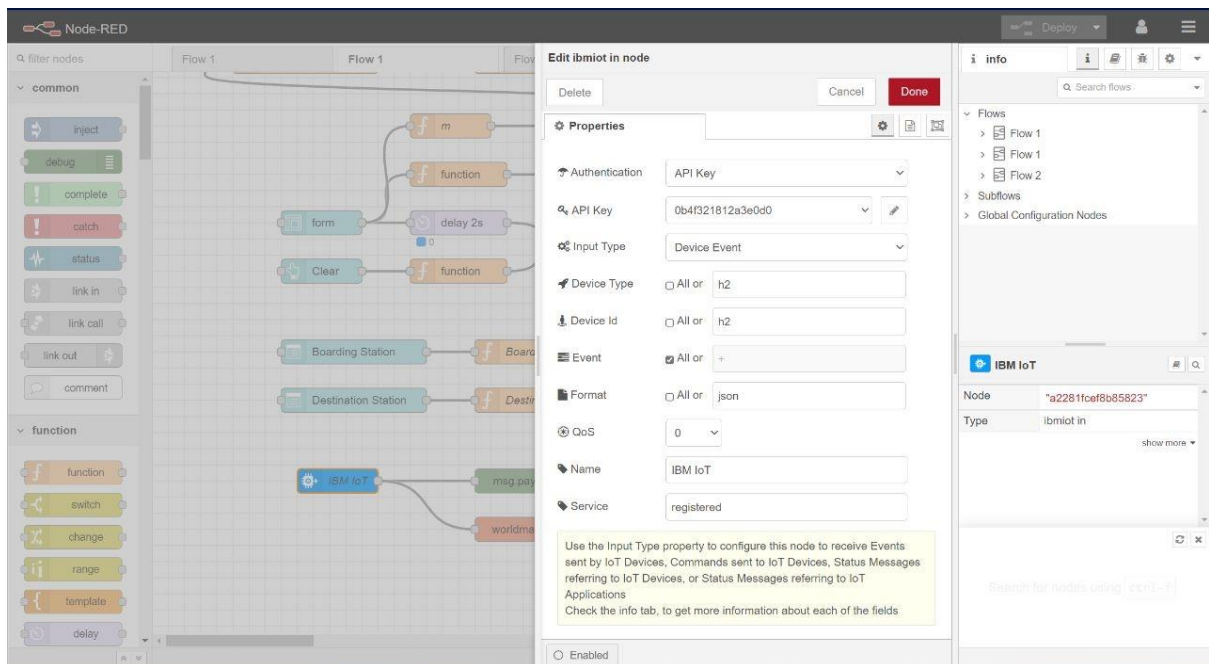 Node-RED
Deploy
filter nodes
common
inject
debug
complete
catch
status
link in
link call
link out
comment
function
function
switch
change
range
template
delay
Flow 1
Flow 1
Flow
m
function
form
delay 2s
0
Clear
function
Boarding Station
Board
Destination Station
Destin
IBM IoT
msg.pay
worldma
Edit ibmiot in node
Delete
Cancel
Done
Properties
Authentication
API Key
API Key
0b4f321812a3e0d0
Input Type
Device Event
Device Type
All or
h2
Device Id
All or
h2
Event
All or
+
Format
All or
json
QoS
0
Name
IBM IoT
Service
registered
Use the Input Type property to configure this node to receive Events
sent by IoT Devices, Commands sent to IoT Devices, Status Messages
referring to IoT Devices, or Status Messages referring to IoT
Applications
Check the info tab, to get more information about each of the fields
Enabled
i info
i
Search flows
Flows
Flow 1
Flow 1
Flow 2
Subflows
Global Configuration Nodes
IBM IoT
Node
"a2281fcef8b85823"
Type
ibmiot in
show more
Search for nodes using ctrl-f